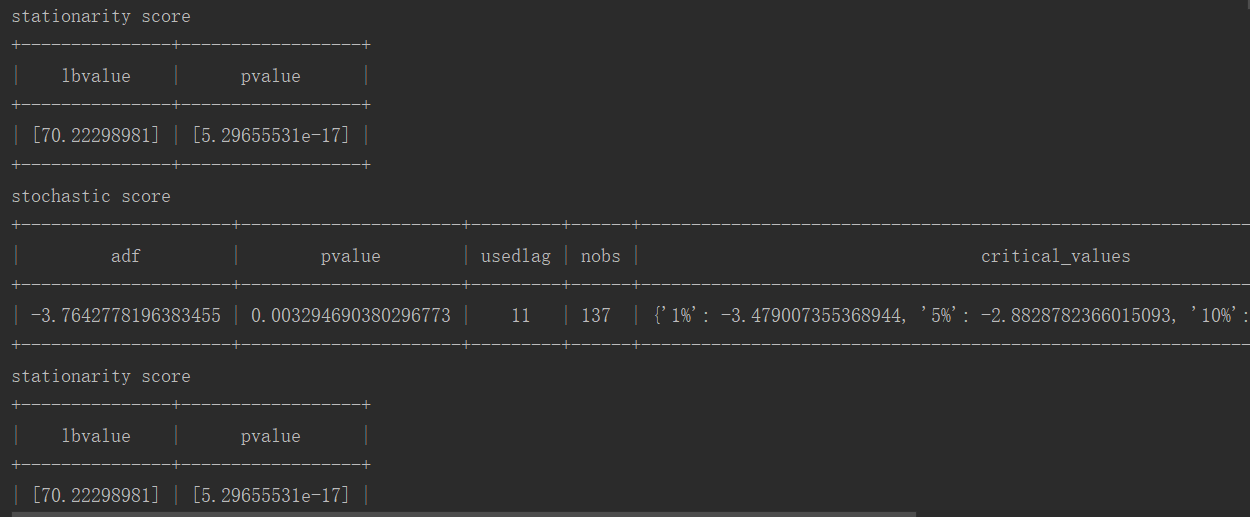 stationarity score
+---------------+------------------+
|    lbvalue    |      pvalue      |
+---------------+------------------+
| [70.22298981] | [5.29655531e-17] |
+---------------+------------------+
stochastic score
+---------------------+----------------------+---------+------+-------------------------------------------------------------
|         adf         |        pvalue        | usedlag | nobs |                                  critical_values
+---------------------+----------------------+---------+------+-------------------------------------------------------------
| -3.7642778196383455 | 0.003294690380296773 |    11   | 137  | {'1%': -3.479007355368944, '5%': -2.8828782366015093, '10%':
+---------------------+----------------------+---------+------+-------------------------------------------------------------
stationarity score
+---------------+------------------+
|    lbvalue    |      pvalue      |
+---------------+------------------+
| [70.22298981] | [5.29655531e-17] |